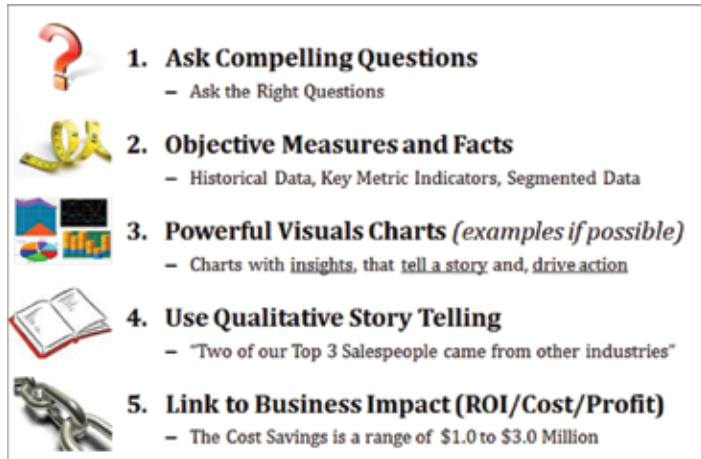 1. Ask Compelling Questions
– Ask the Right Questions
2. Objective Measures and Facts
– Historical Data, Key Metric Indicators, Segmented Data
3. Powerful Visuals Charts (examples if possible)
– Charts with insights, that tell a story and, drive action
4. Use Qualitative Story Telling
– "Two of our Top 3 Salespeople came from other industries"
5. Link to Business Impact (ROI/Cost/Profit)
– The Cost Savings is a range of $1.0 to $3.0 Million